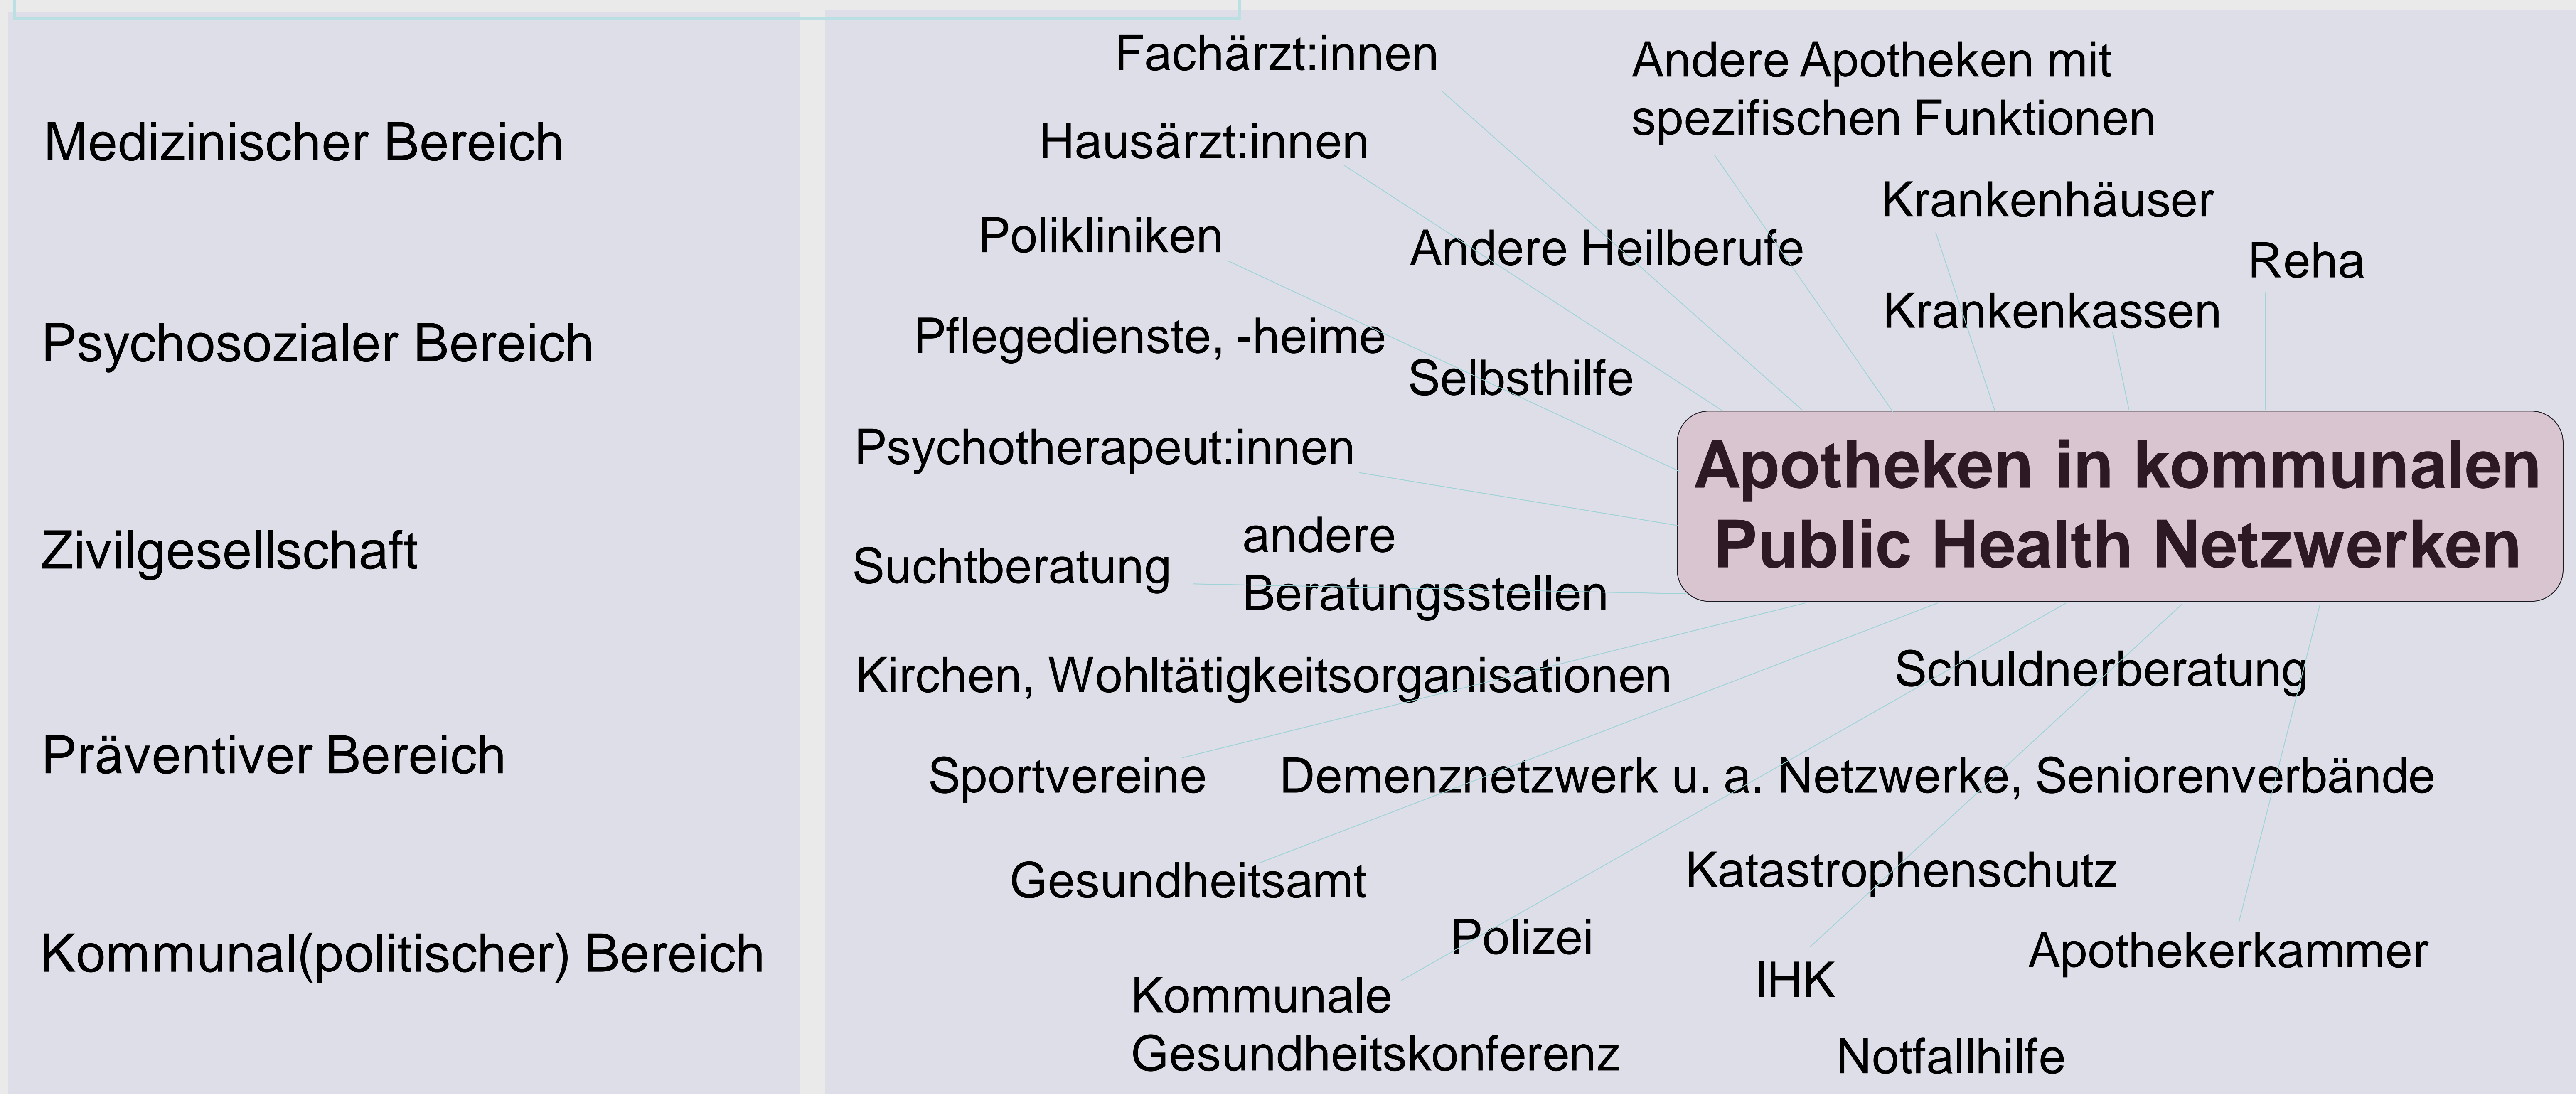 Medizinischer Bereich
Psychosozialer Bereich
Zivilgesellschaft
Präventiver Bereich
Kommunal(politischer) Bereich
Fachärzt:innen
Andere Apotheken mit
spezifischen Funktionen
Hausärzt:innen
Krankenhäuser
Polikliniken
Andere Heilberufe
Reha
Krankenkassen
Pflegedienste, -heime
Selbsthilfe
Psychotherapeut:innen
Apotheken in kommunalen
Public Health Netzwerken
Suchtberatung
andere
Beratungsstellen
Kirchen, Wohltätigkeitsorganisationen
Schuldnerberatung
Sportvereine
Demenznetzwerk u. a. Netzwerke, Seniorenverbände
Gesundheitsamt
Katastrophenschutz
Polizei
Apothekerkammer
IHK
Kommunale
Gesundheitskonferenz
Notfallhilfe